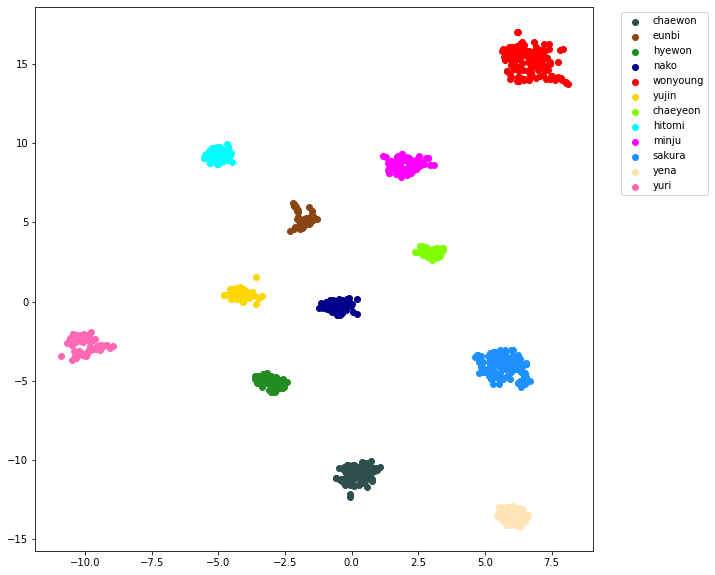 chaewon
eunbi
hyewon
nako
wonyoung
yujin
chaeyeon
hitomi
minju
sakura
yena
yuri
15
10
5
0
−5
−10
−15
−10.0 −7.5 −5.0 −2.5 0.0 2.5 5.0 7.5